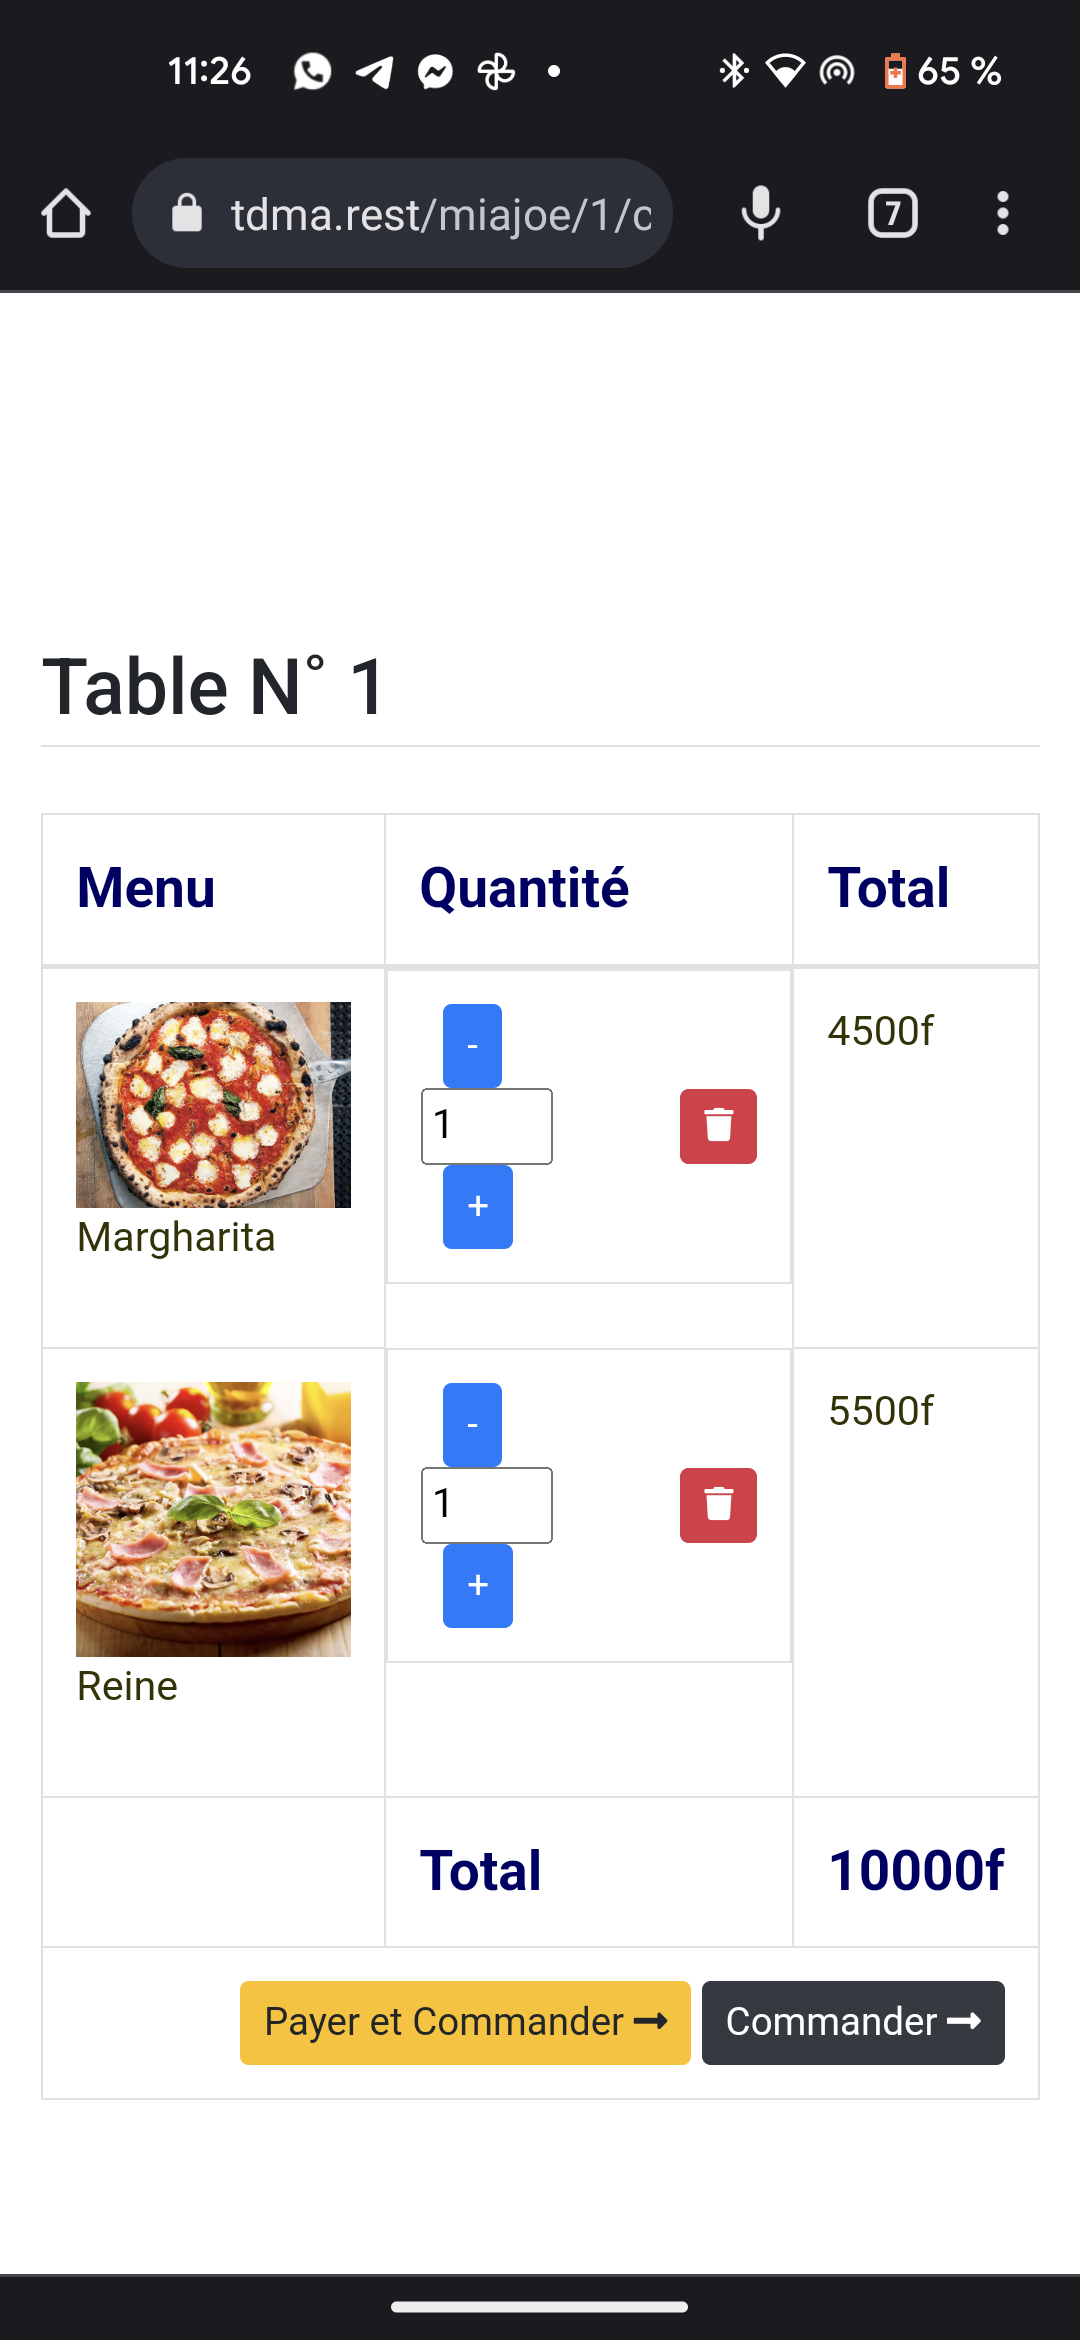 11:26
65 %
tdma.rest/miajoe/1/c
7
Table N° 1
Menu Quantité Total
-
1
+
4500f
Margharita
-
1
+
5500f
Reine
Total 10000f
Payer et Commander Commander